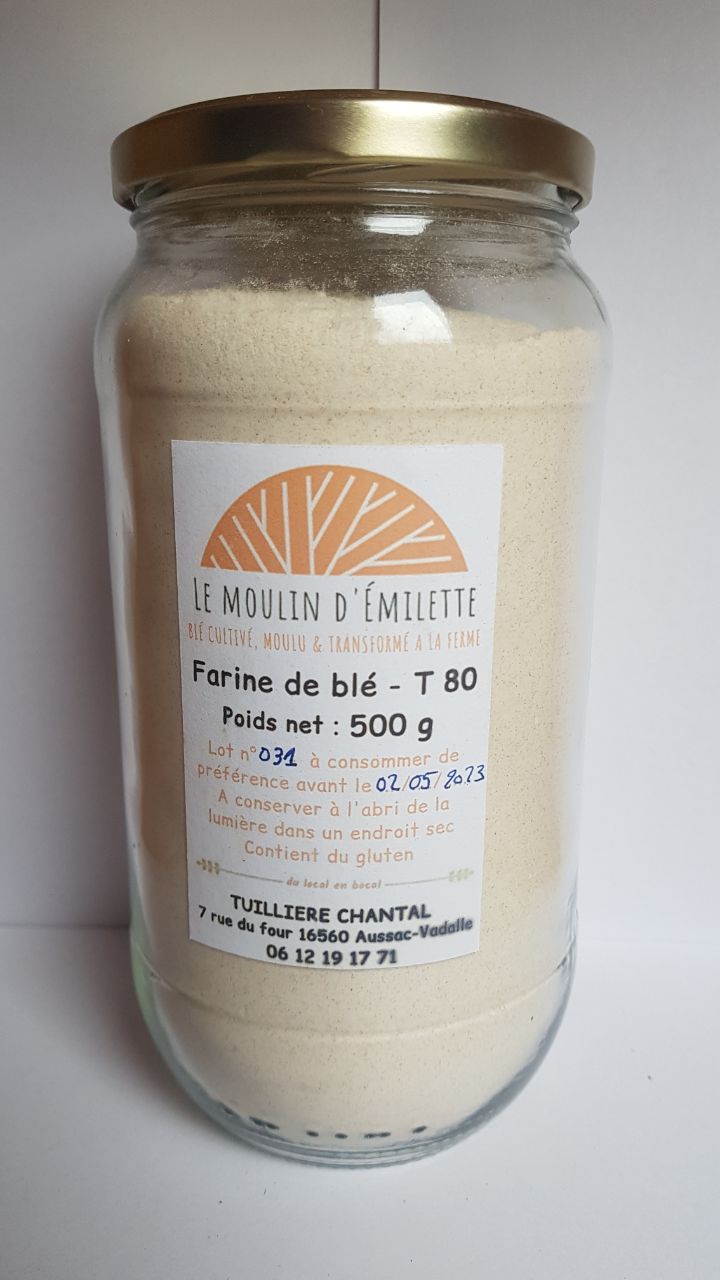 LE MOULIN D'ÉMILETTE
BLÉ CULTIVÉ, MOULU & TRANSFORMÉ A LA FERME
Farine de blé - T 80
Poids net : 500 g
Lot n° 031 à consommer de
préférence avant le 02/05/2023
A conserver à l'abri de la
lumière dans un endroit sec
Contient du gluten
du local en bocal
TUILLIERE CHANTAL
7 rue du four 16560 Aussac-Vadalle
06 12 19 17 71